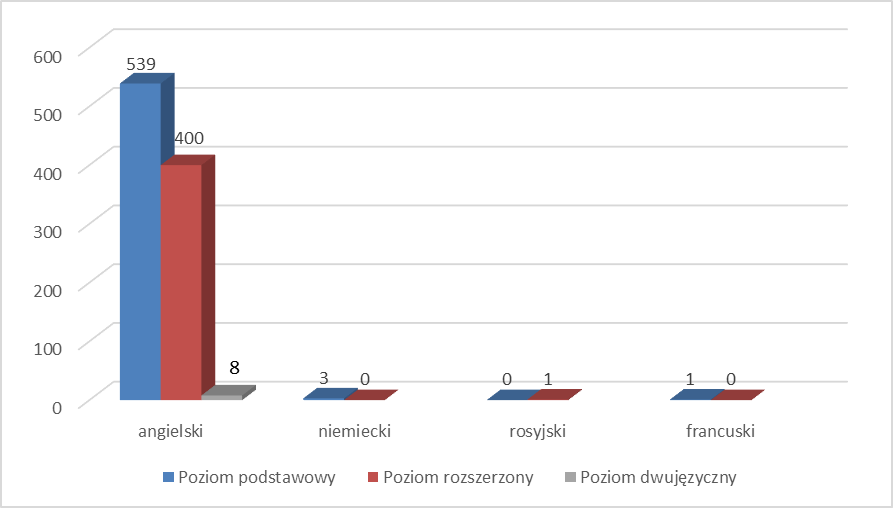 600
500
400
300
200
100
0
539
400
8
3
0
0
1
1
0
angielski
niemiecki
rosyjski
francuski
Poziom podstawowy
Poziom rozszerzony
Poziom dwujęzyczny